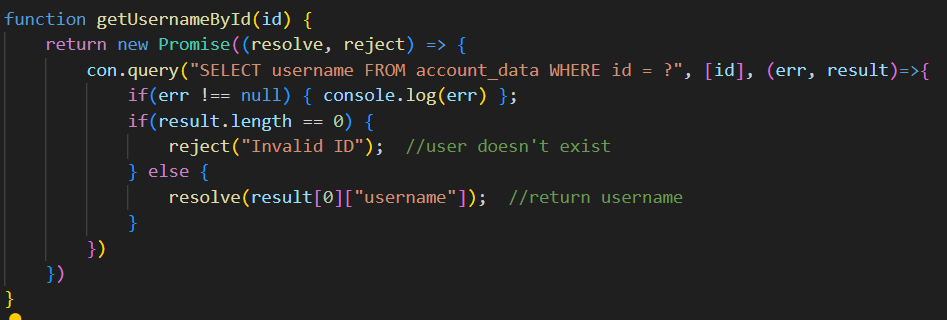 function getUsernameById(id) {
    return new Promise((resolve, reject) => {
        con.query("SELECT username FROM account_data WHERE id = ?", [id], (err, result)=>{
            if(err !== null) { console.log(err) };
            if(result.length == 0) {
                reject("Invalid ID");  //user doesn't exist
            } else {
                resolve(result[0]["username"]);  //return username
            }
        })
    })
}